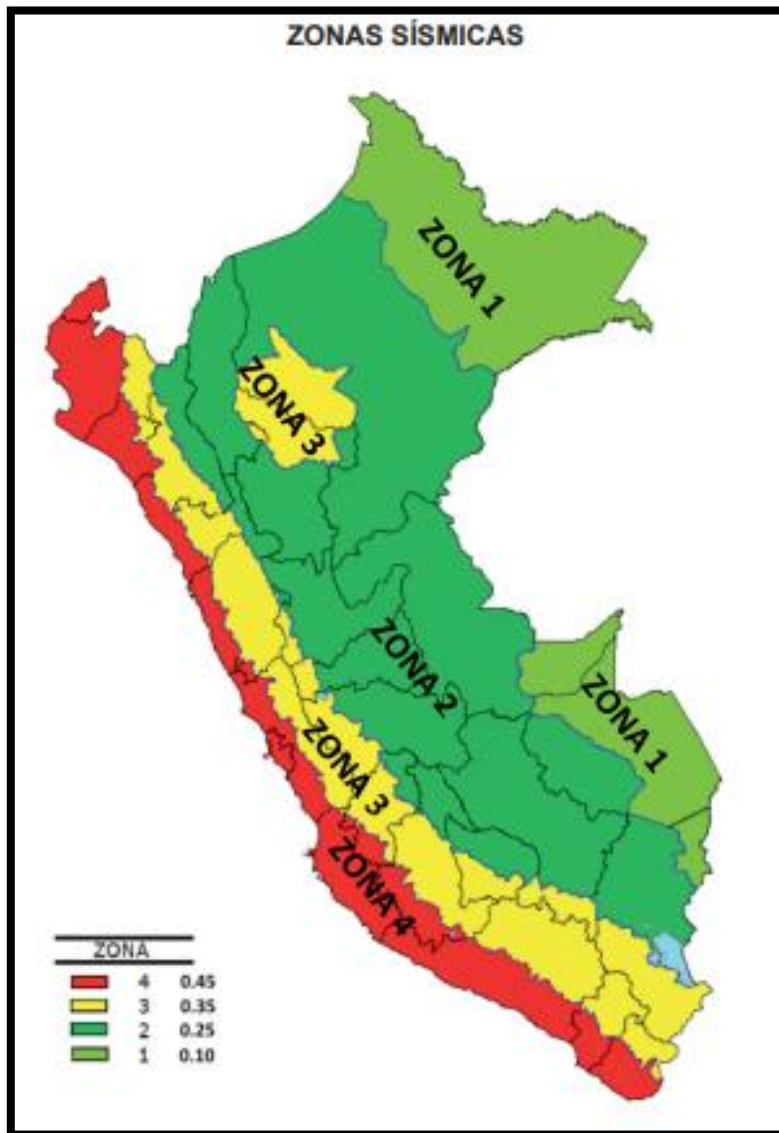 ZONAS SÍSMICAS
ZONA 1
ZONA 3
ZONA 2
ZONA 1
ZONA 3
ZONA 4
ZONA
4 0.45
3 0.35
2 0.25
1 0.10